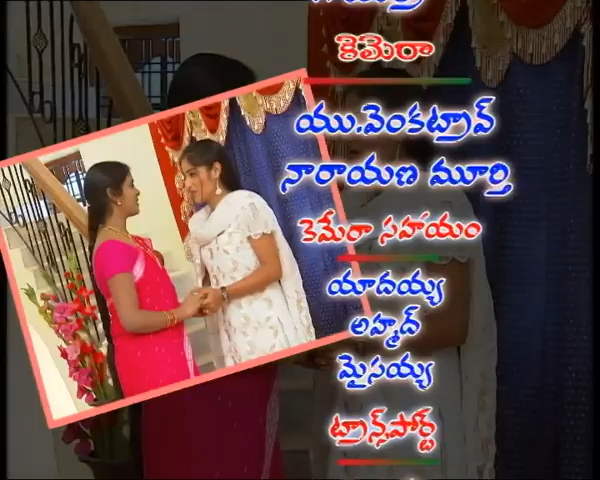 కెమెరా
యు.వెంకట్రావ్
నారాయణ మూర్తి
కెమేరా సహాయం
యాదయ్య
అహ్మద్
మైసయ్య
ట్రాన్స్‌పోర్ట్